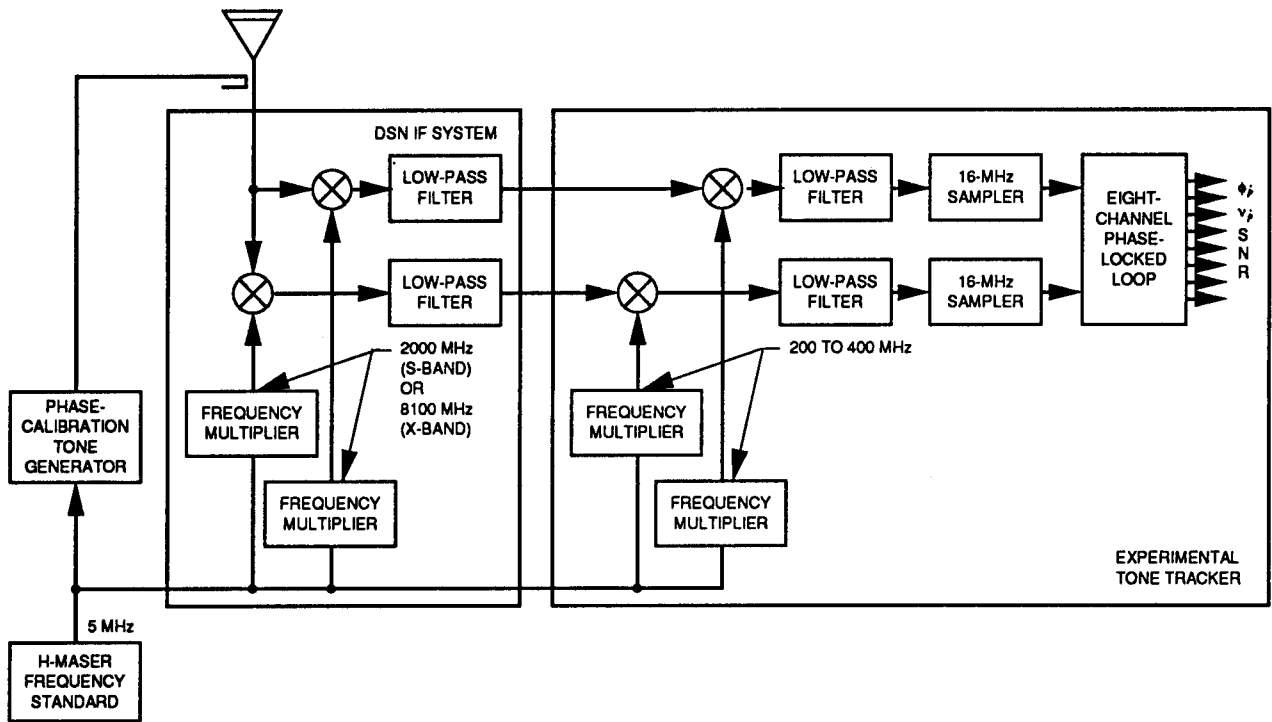 DSN IF SYSTEM
LOW-PASS
FILTER
LOW-PASS
FILTER
2000 MHz
(S-BAND)
OR
8100 MHz
(X-BAND)
FREQUENCY
MULTIPLIER
FREQUENCY
MULTIPLIER
PHASE-
CALIBRATION
TONE
GENERATOR
5 MHz
H-MASER
FREQUENCY
STANDARD
LOW-PASS
FILTER
16-MHz
SAMPLER
LOW-PASS
FILTER
16-MHz
SAMPLER
EIGHT-
CHANNEL
PHASE-
LOCKED
LOOP
S
N
R
200 TO 400 MHz
FREQUENCY
MULTIPLIER
FREQUENCY
MULTIPLIER
EXPERIMENTAL
TONE TRACKER